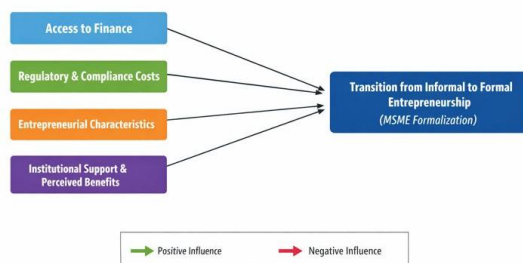 Access to Finance
Regulatory & Compliance Costs
Entrepreneurial Characteristics
Institutional Support &
Perceived Benefits
Transition from Informal to Formal
Entrepreneurship
(MSME Formalization)
Positive Influence
Negative Influence